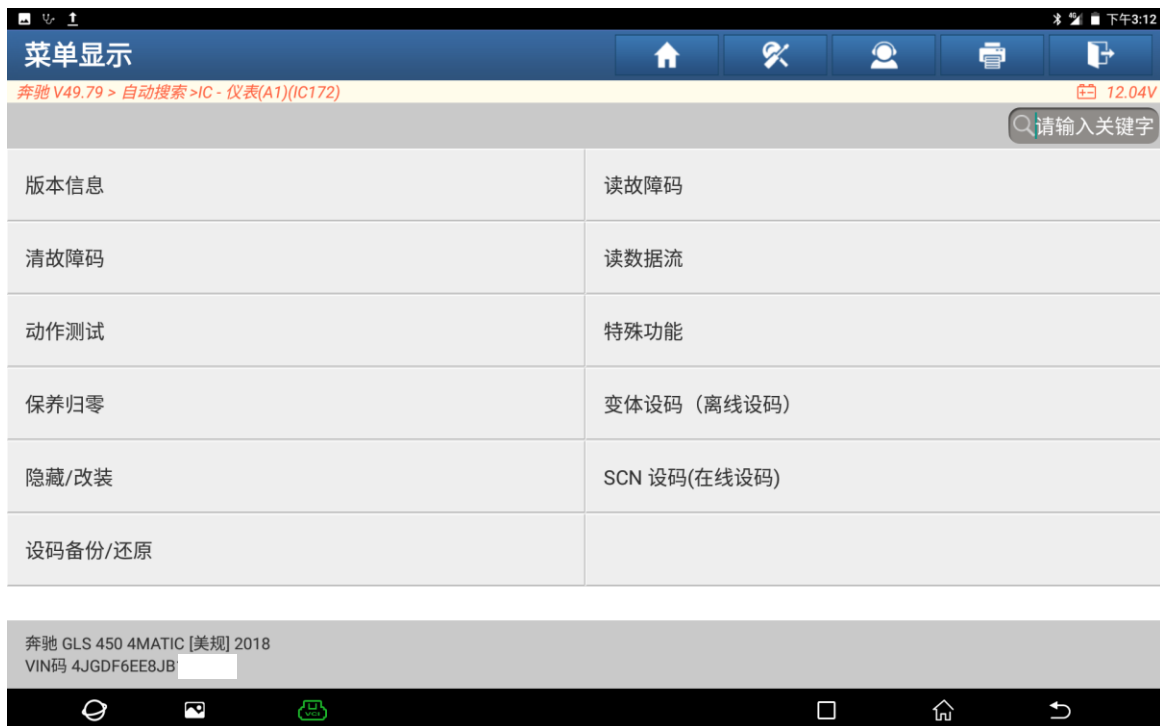 4G 下午3:12
菜单显示
奔驰 V49.79 > 自动搜索 >IC - 仪表(A1)(IC172) 12.04V
请输入关键字
版本信息 读故障码
清故障码 读数据流
动作测试 特殊功能
保养归零 变体设码（离线设码）
隐藏/改装 SCN 设码(在线设码)
设码备份/还原
奔驰 GLS 450 4MATIC [美规] 2018
VIN码 4JGDF6EE8JB
VCI